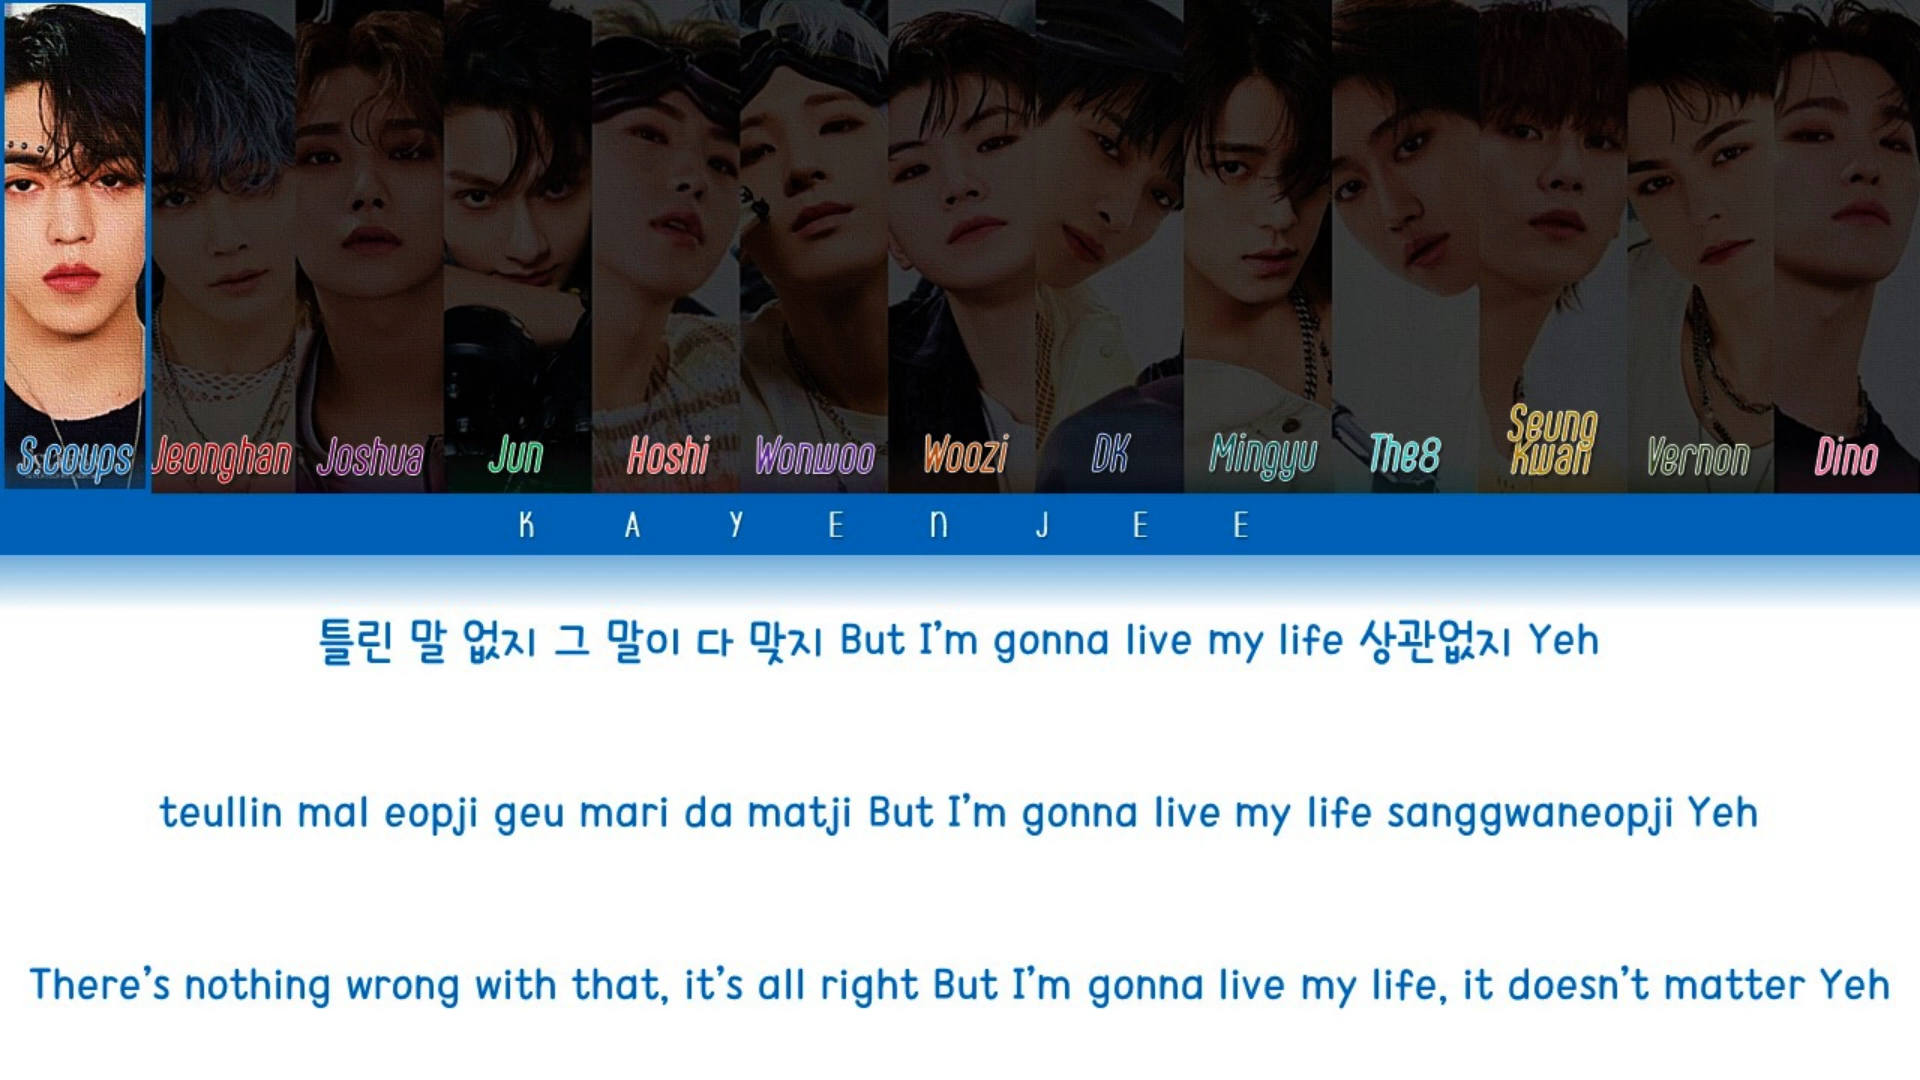 S.coups Jeonghan Joshua Jun Hoshi Wonwoo Woozi DK Mingyu The8 Seung Kwan Vernon Dino
K A Y E N J E E
틀린 말 없지 그 말이 다 맞지 But I'm gonna live my life 상관없지 Yeh
teullin mal eopji geu mari da matji But I'm gonna live my life sanggwaneopji Yeh
There's nothing wrong with that, it's all right But I'm gonna live my life, it doesn't matter Yeh